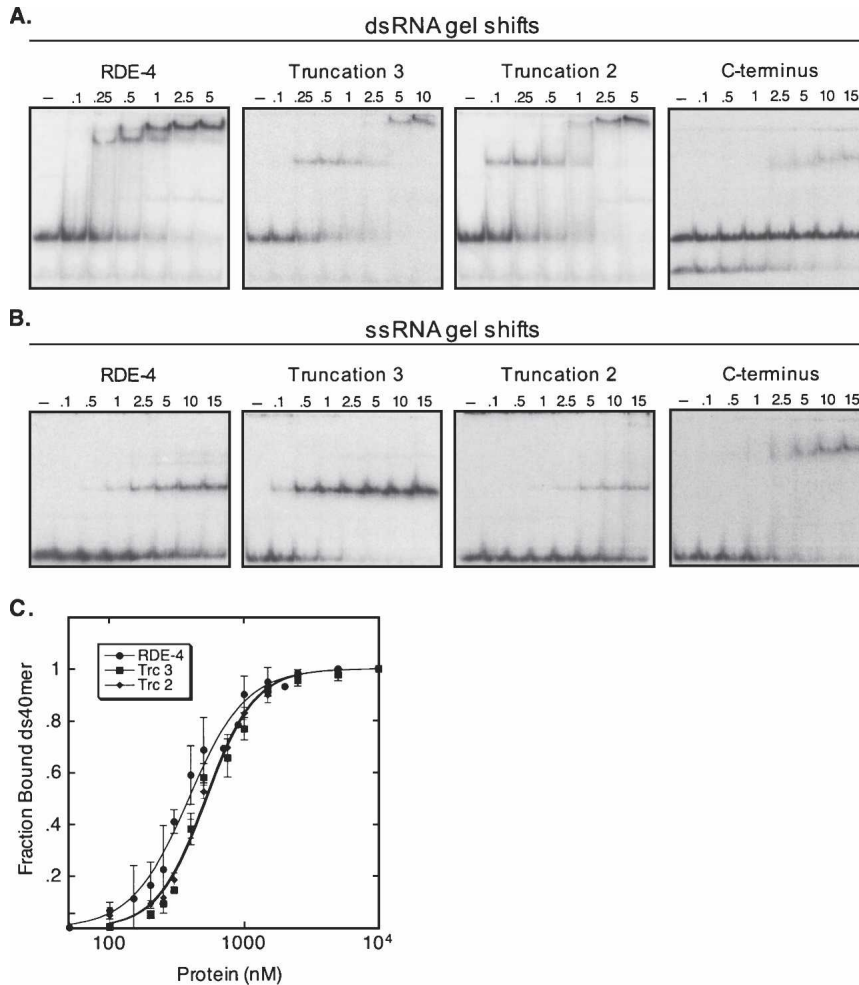 A.
dsRNA gel shifts
RDE-4
Truncation 3
Truncation 2
C-terminus
– .1 .25 .5 1 2.5 5
– .1 .25 .5 1 2.5 5 10
– .1 .25 .5 1 2.5 5
– .1 .5 1 2.5 5 10 15
B.
ssRNA gel shifts
RDE-4
Truncation 3
Truncation 2
C-terminus
– .1 .5 1 2.5 5 10 15
– .1 .5 1 2.5 5 10 15
– .1 .5 1 2.5 5 10 15
– .1 .5 1 2.5 5 10 15
C.
RDE-4
Trc 3
Trc 2
1
.8
.6
.4
.2
Fraction Bound ds40mer
100
1000
10⁴
Protein (nM)